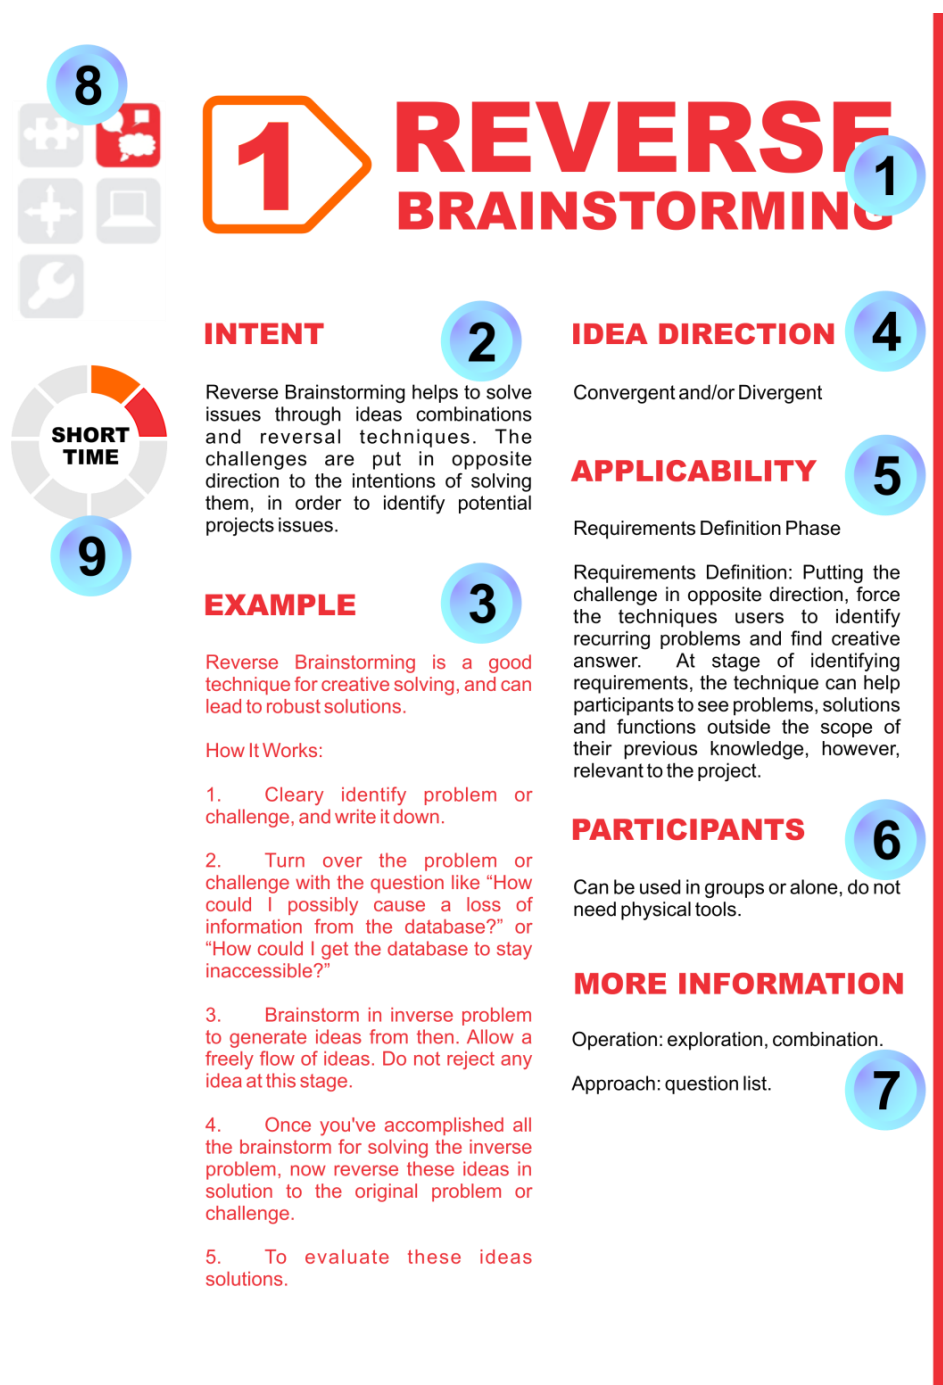 8
1
REVERSE
BRAINSTORMING
1
INTENT
2
Reverse Brainstorming helps to solve
issues through ideas combinations
and reversal techniques. The
challenges are put in opposite
direction to the intentions of solving
them, in order to identify potential
projects issues.
SHORT
TIME
9
EXAMPLE
3
Reverse Brainstorming is a good
technique for creative solving, and can
lead to robust solutions.
How It Works:
1. Cleary identify problem or
challenge, and write it down.
2. Turn over the problem or
challenge with the question like “How
could I possibly cause a loss of
information from the database?” or
“How could I get the database to stay
inaccessible?”
3. Brainstorm in inverse problem
to generate ideas from then. Allow a
freely flow of ideas. Do not reject any
idea at this stage.
4. Once you've accomplished all
the brainstorm for solving the inverse
problem, now reverse these ideas in
solution to the original problem or
challenge.
5. To evaluate these ideas
solutions.
IDEA DIRECTION
4
Convergent and/or Divergent
APPLICABILITY
5
Requirements Definition Phase
Requirements Definition: Putting the
challenge in opposite direction, force
the techniques users to identify
recurring problems and find creative
answer. At stage of identifying
requirements, the technique can help
participants to see problems, solutions
and functions outside the scope of
their previous knowledge, however,
relevant to the project.
PARTICIPANTS
6
Can be used in groups or alone, do not
need physical tools.
MORE INFORMATION
Operation: exploration, combination.
Approach: question list.
7